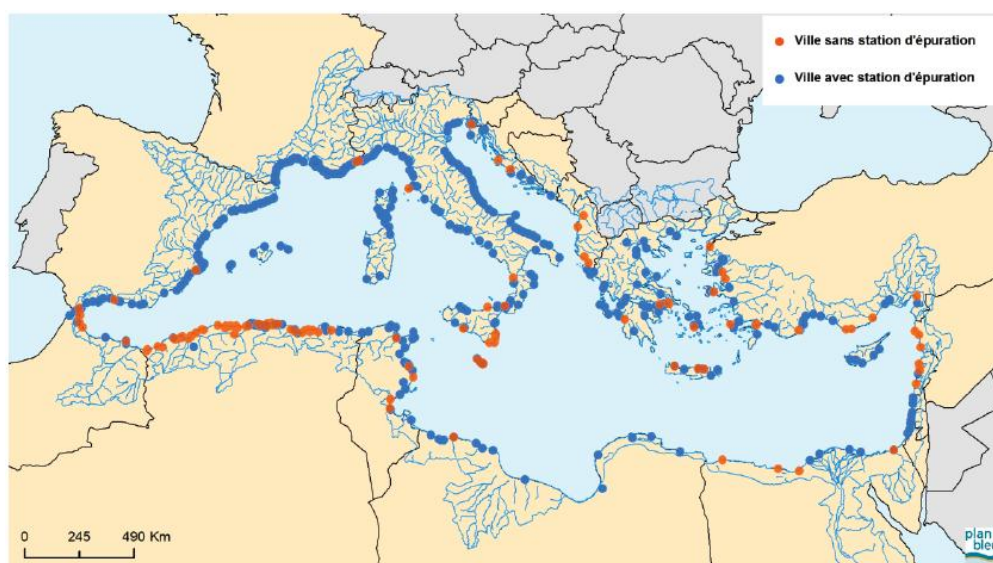 Ville sans station d'épuration
Ville avec station d'épuration
0 245 490 Km
plan
bleu